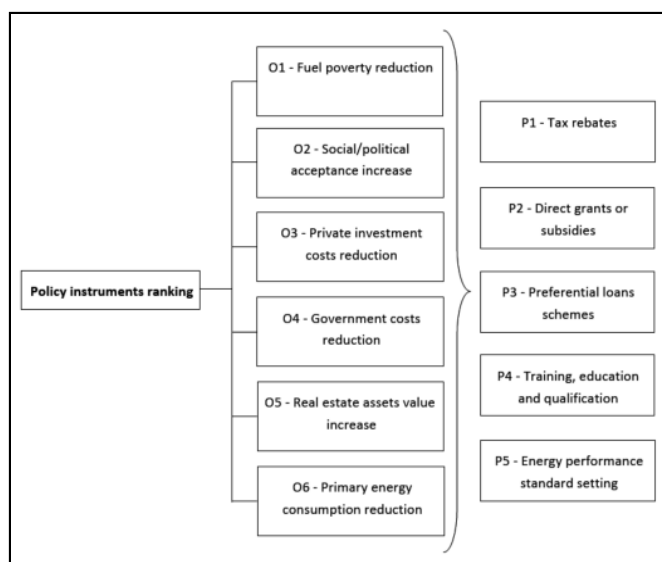 Policy instruments ranking
O1 - Fuel poverty reduction
O2 – Social/political
acceptance increase
O3 - Private investment
costs reduction
O4 - Government costs
reduction
O5 - Real estate assets value
increase
O6 - Primary energy
consumption reduction
P1 - Tax rebates
P2 - Direct grants or
subsidies
P3 - Preferential loans
schemes
P4 - Training, education
and qualification
P5 - Energy performance
standard setting